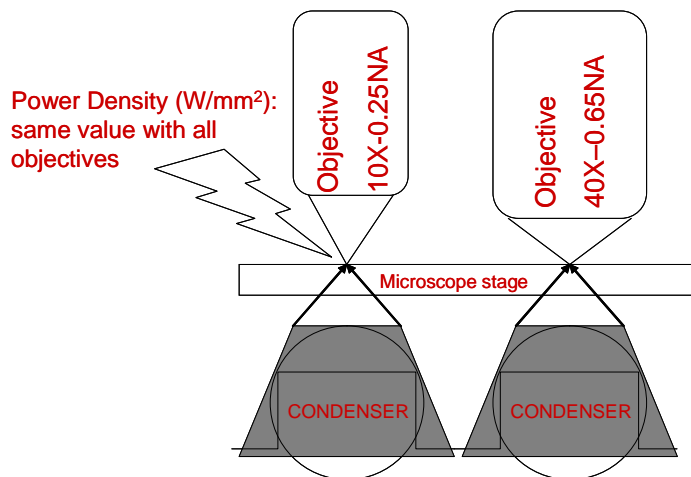 Power Density (W/mm²):
same value with all
objectives
Objective
10X-0.25NA
Objective
40X–0.65NA
Microscope stage
CONDENSER
CONDENSER